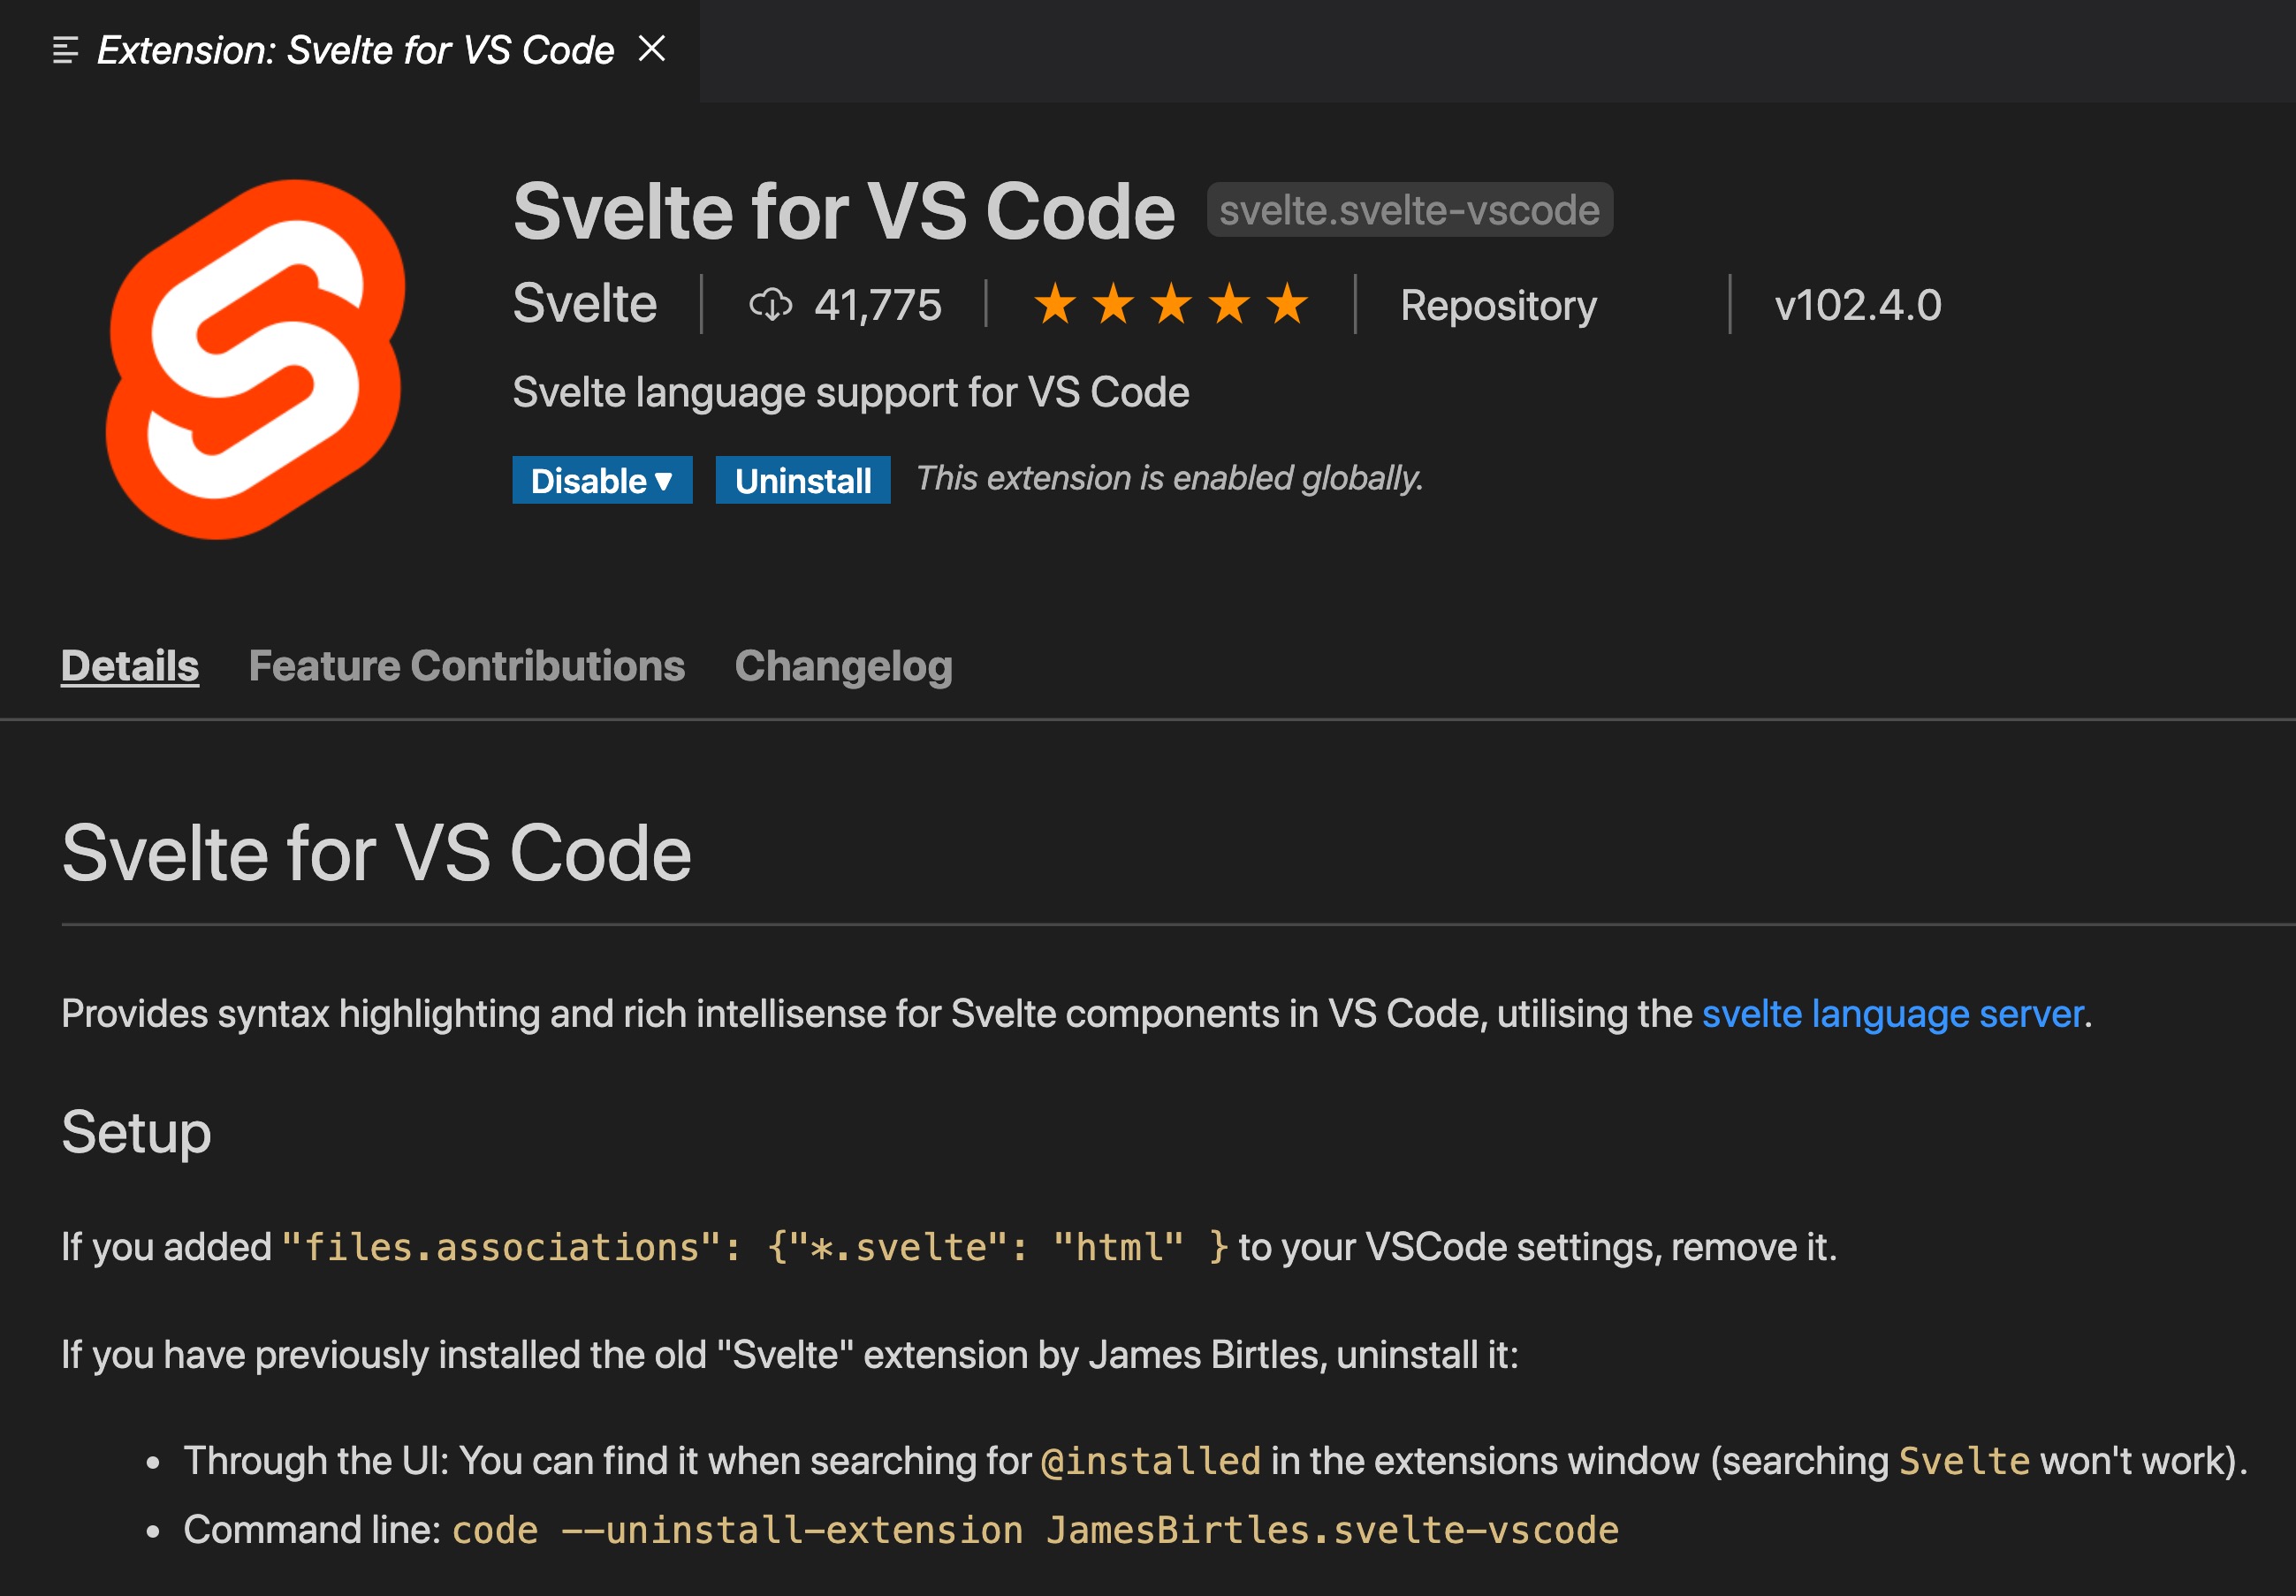 Extension: Svelte for VS Code
Svelte for VS Code svelte.svelte-vscode
Svelte 41,775 Repository v102.4.0
Svelte language support for VS Code
Disable Uninstall This extension is enabled globally.
Details Feature Contributions Changelog
Svelte for VS Code
Provides syntax highlighting and rich intellisense for Svelte components in VS Code, utilising the svelte language server.
Setup
If you added "files.associations": {"*.svelte": "html" } to your VSCode settings, remove it.
If you have previously installed the old "Svelte" extension by James Birtles, uninstall it:
• Through the UI: You can find it when searching for @installed in the extensions window (searching Svelte won't work).
• Command line: code --uninstall-extension JamesBirtles.svelte-vscode